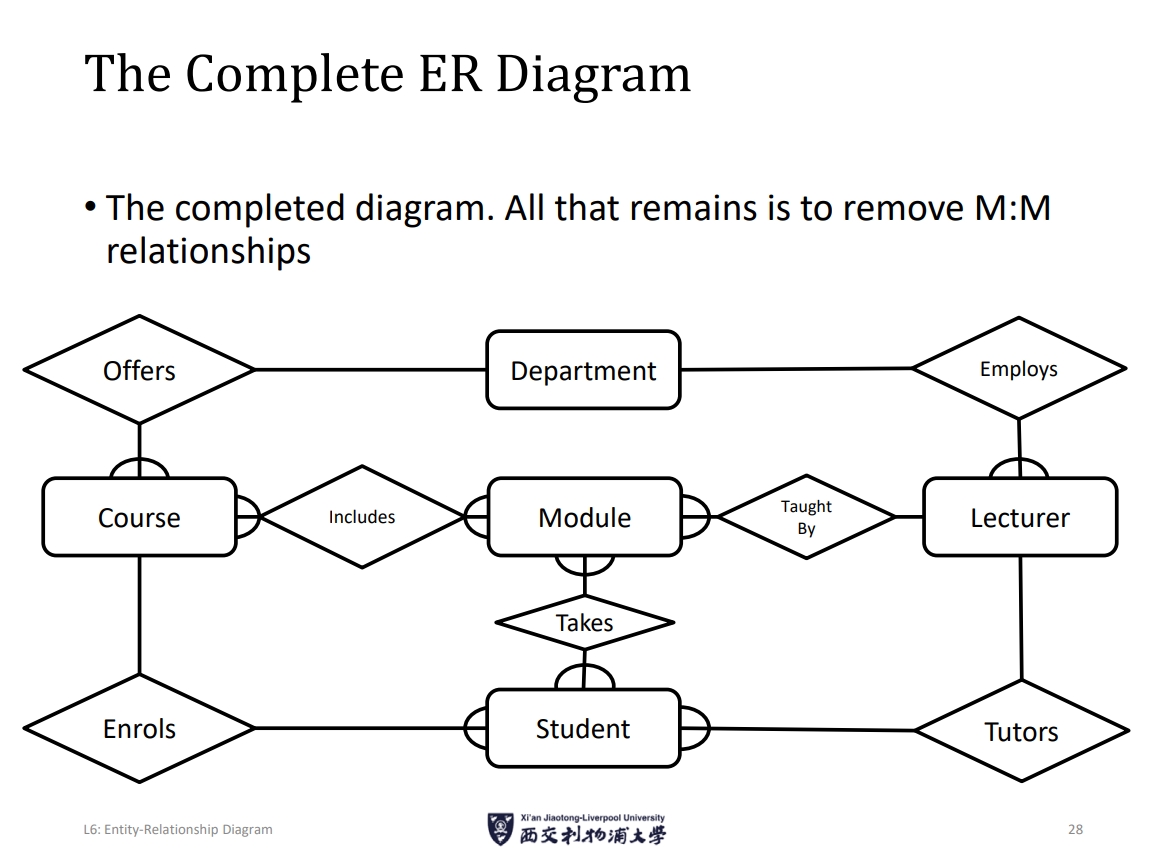 The Complete ER Diagram
• The completed diagram. All that remains is to remove M:M
relationships
Offers
Department
Employs
Course
Includes
Module
Taught
By
Lecturer
Takes
Enrols
Student
Tutors
L6: Entity-Relationship Diagram
Xi'an Jiaotong-Liverpool University
西交利物浦大學
28